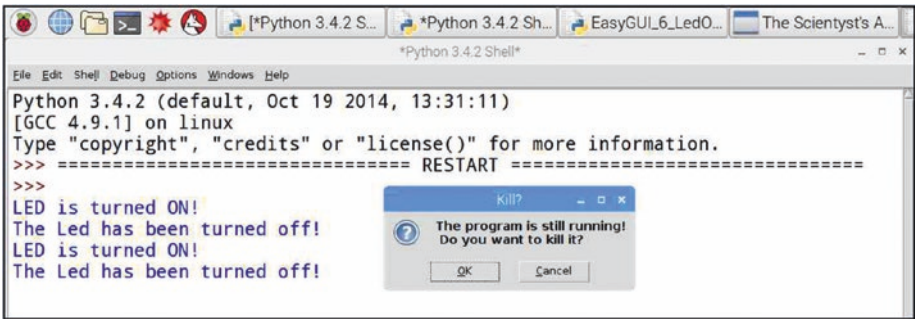 [*Python 3.4.2 S... *Python 3.4.2 Sh... EasyGUI_6_LedO... The Scientyst's A...
*Python 3.4.2 Shell*
File Edit Shell Debug Options Windows Help
Python 3.4.2 (default, Oct 19 2014, 13:31:11)
[GCC 4.9.1] on linux
Type "copyright", "credits" or "license()" for more information.
>>> ================================ RESTART ================================
>>>
LED is turned ON!
The Led has been turned off!
LED is turned ON!
The Led has been turned off!
Kill?
The program is still running!
Do you want to kill it?
OK Cancel